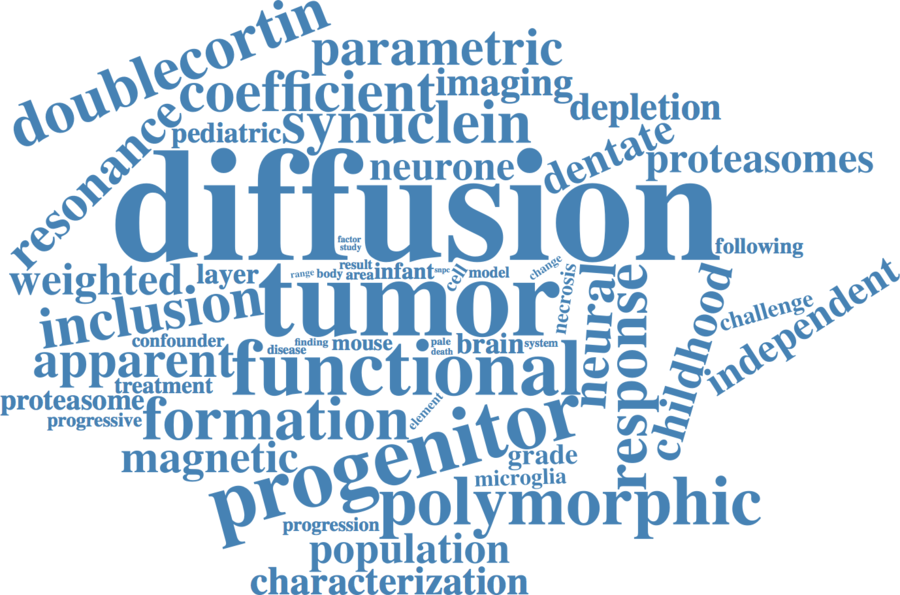 doublecortin
parametric
coefficient
imaging
depletion
resonance
pediatric
synuclein
dentate
neurone
proteasomes
diffusion
factor
study
following
weighted
layer
range
body
result
area
infant
snpc
cell
model
change
necrosis
tumor
neural
response
childhood
challenge
independent
inclusion
confounder
disease
finding
mouse
pale
death
brain
system
apparent
functional
treatment
proteasome
progressive
formation
element
progenitor
magnetic
grade
microglia
polymorphic
progression
population
characterization